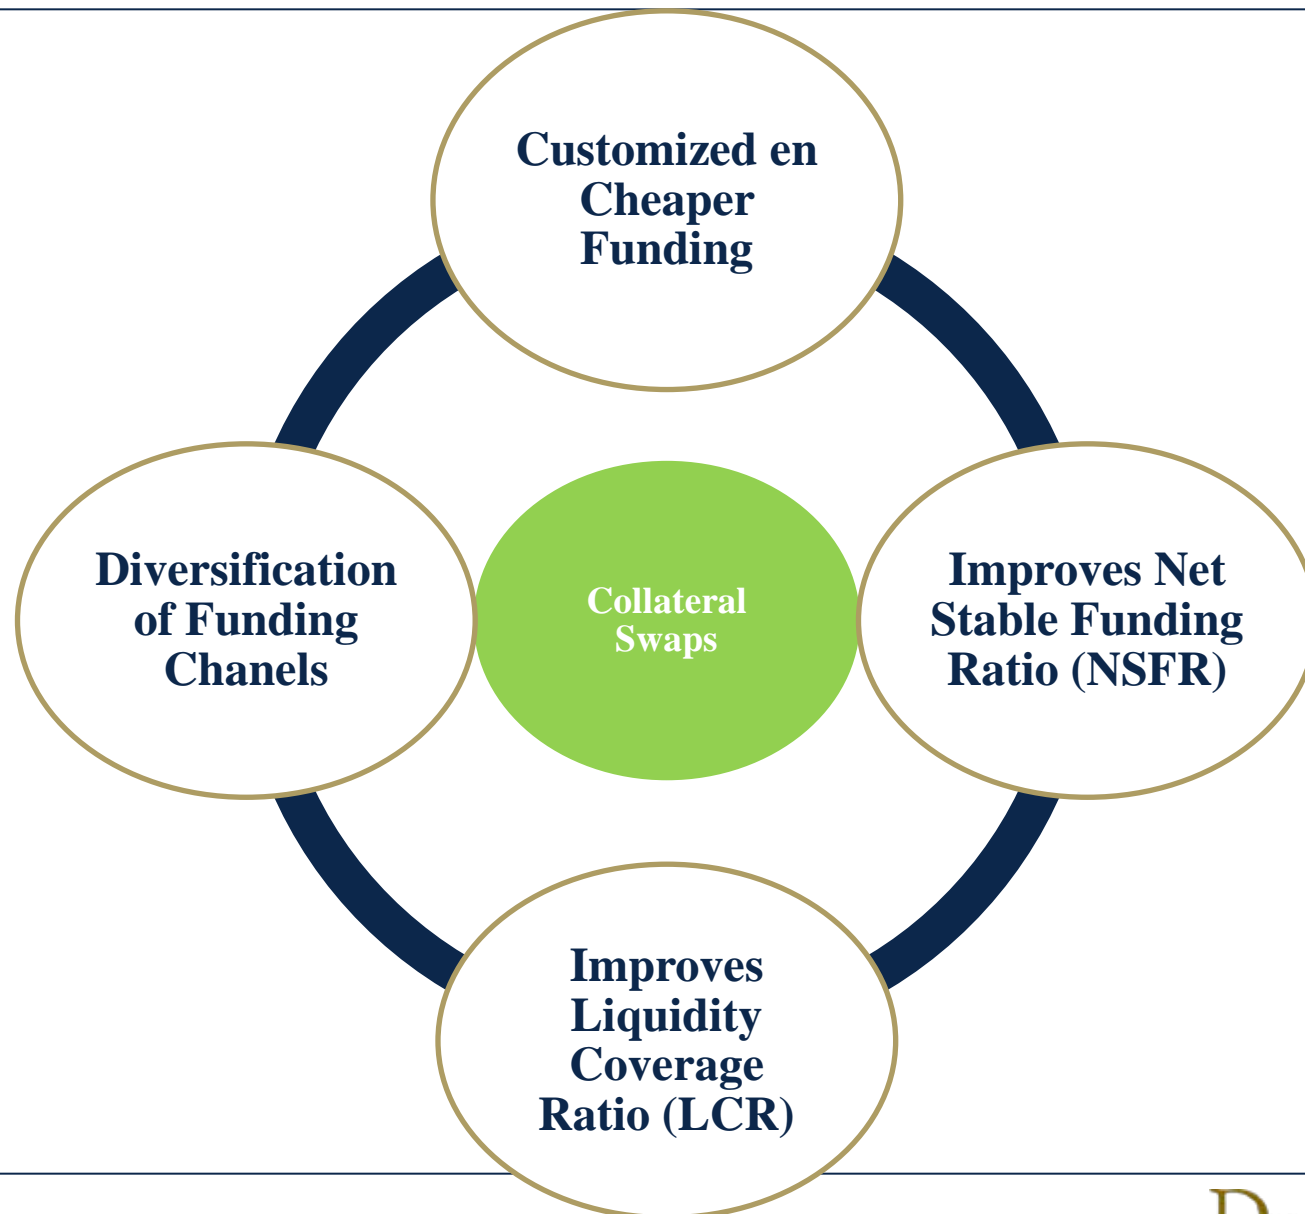 Customized en
Cheaper
Funding
Diversification
of Funding
Chanels
Collateral
Swaps
Improves Net
Stable Funding
Ratio (NSFR)
Improves
Liquidity
Coverage
Ratio (LCR)